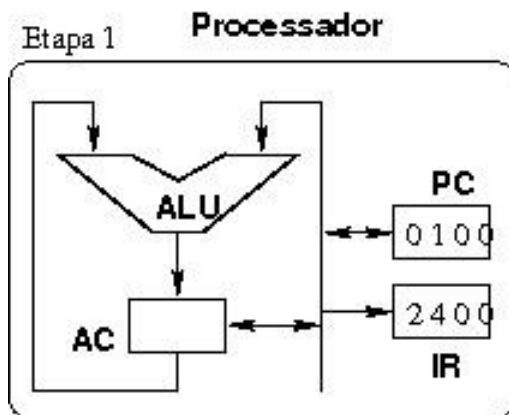 Etapa 1
Processador
ALU
PC
0100
AC
2400
IR